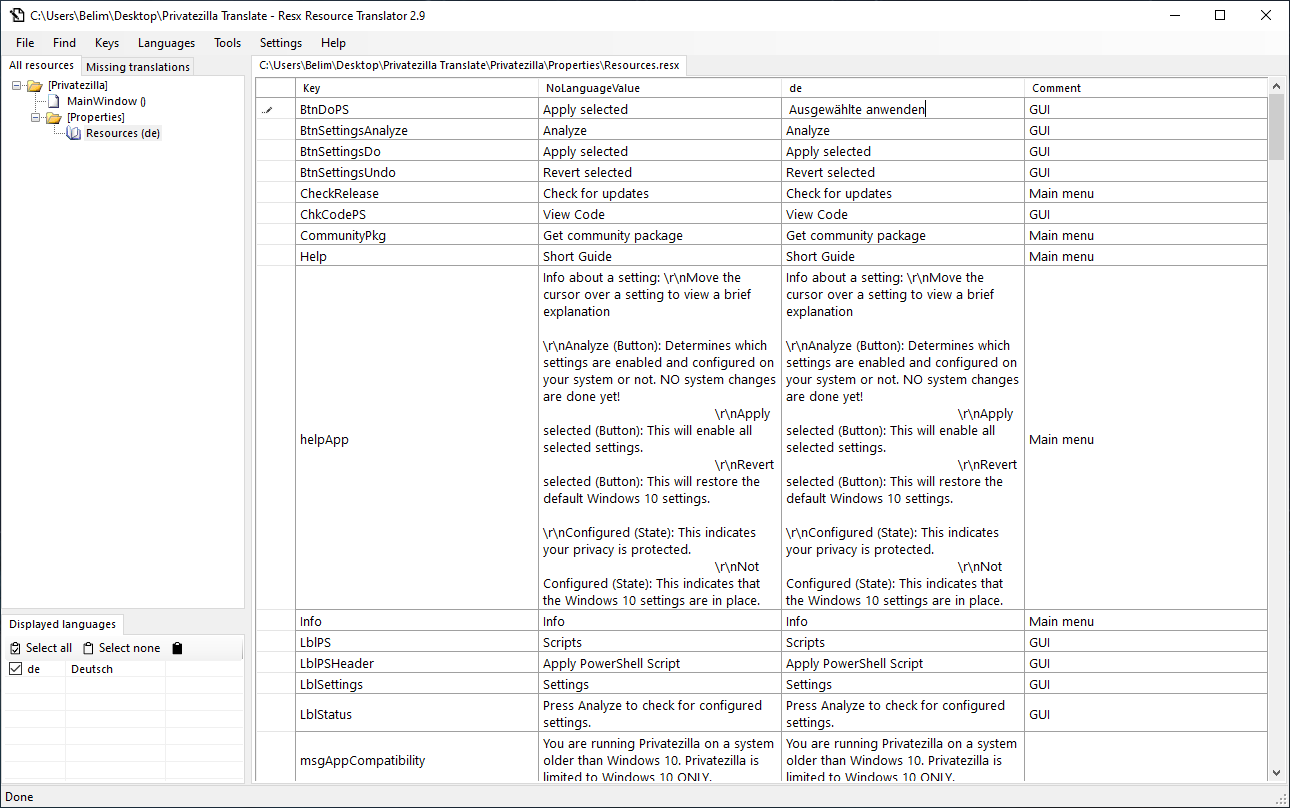 C:\Users\Belim\Desktop\Privatezilla Translate - Resx Resource Translator 2.9
File Find Keys Languages Tools Settings Help
All resources Missing translations
[Privatezilla]
MainWindow ()
[Properties]
Resources (de)
Displayed languages
Select all Select none
de Deutsch
C:\Users\Belim\Desktop\Privatezilla Translate\Privatezilla\Properties\Resources.resx
Key NoLanguageValue de Comment
BtnDoPS Apply selected Ausgewählte anwenden GUI
BtnSettingsAnalyze Analyze Analyze GUI
BtnSettingsDo Apply selected Apply selected GUI
BtnSettingsUndo Revert selected Revert selected GUI
CheckRelease Check for updates Check for updates Main menu
ChkCodePS View Code View Code GUI
CommunityPkg Get community package Get community package Main menu
Help Short Guide Short Guide Main menu
helpApp
Info about a setting: \r\nMove the
cursor over a setting to view a brief
explanation
\r\nAnalyze (Button): Determines which
settings are enabled and configured on
your system or not. NO system changes
are done yet!
\r\nApply
selected (Button): This will enable all
selected settings.
\r\nRevert
selected (Button): This will restore the
default Windows 10 settings.
\r\nConfigured (State): This indicates
your privacy is protected.
\r\nNot
Configured (State): This indicates that
the Windows 10 settings are in place.
Info about a setting: \r\nMove the
cursor over a setting to view a brief
explanation
\r\nAnalyze (Button): Determines which
settings are enabled and configured on
your system or not. NO system changes
are done yet!
\r\nApply
selected (Button): This will enable all
selected settings.
\r\nRevert
selected (Button): This will restore the
default Windows 10 settings.
\r\nConfigured (State): This indicates
your privacy is protected.
\r\nNot
Configured (State): This indicates that
the Windows 10 settings are in place.
Main menu
Info Info Info Main menu
LblPS Scripts Scripts GUI
LblPSHeader Apply PowerShell Script Apply PowerShell Script GUI
LblSettings Settings Settings GUI
LblStatus
Press Analyze to check for configured
settings.
Press Analyze to check for configured
settings.
GUI
msgAppCompatibility
You are running Privatezilla on a system
older than Windows 10. Privatezilla is
limited to Windows 10 ONLY.
You are running Privatezilla on a system
older than Windows 10. Privatezilla is
limited to Windows 10 ONLY.
Done